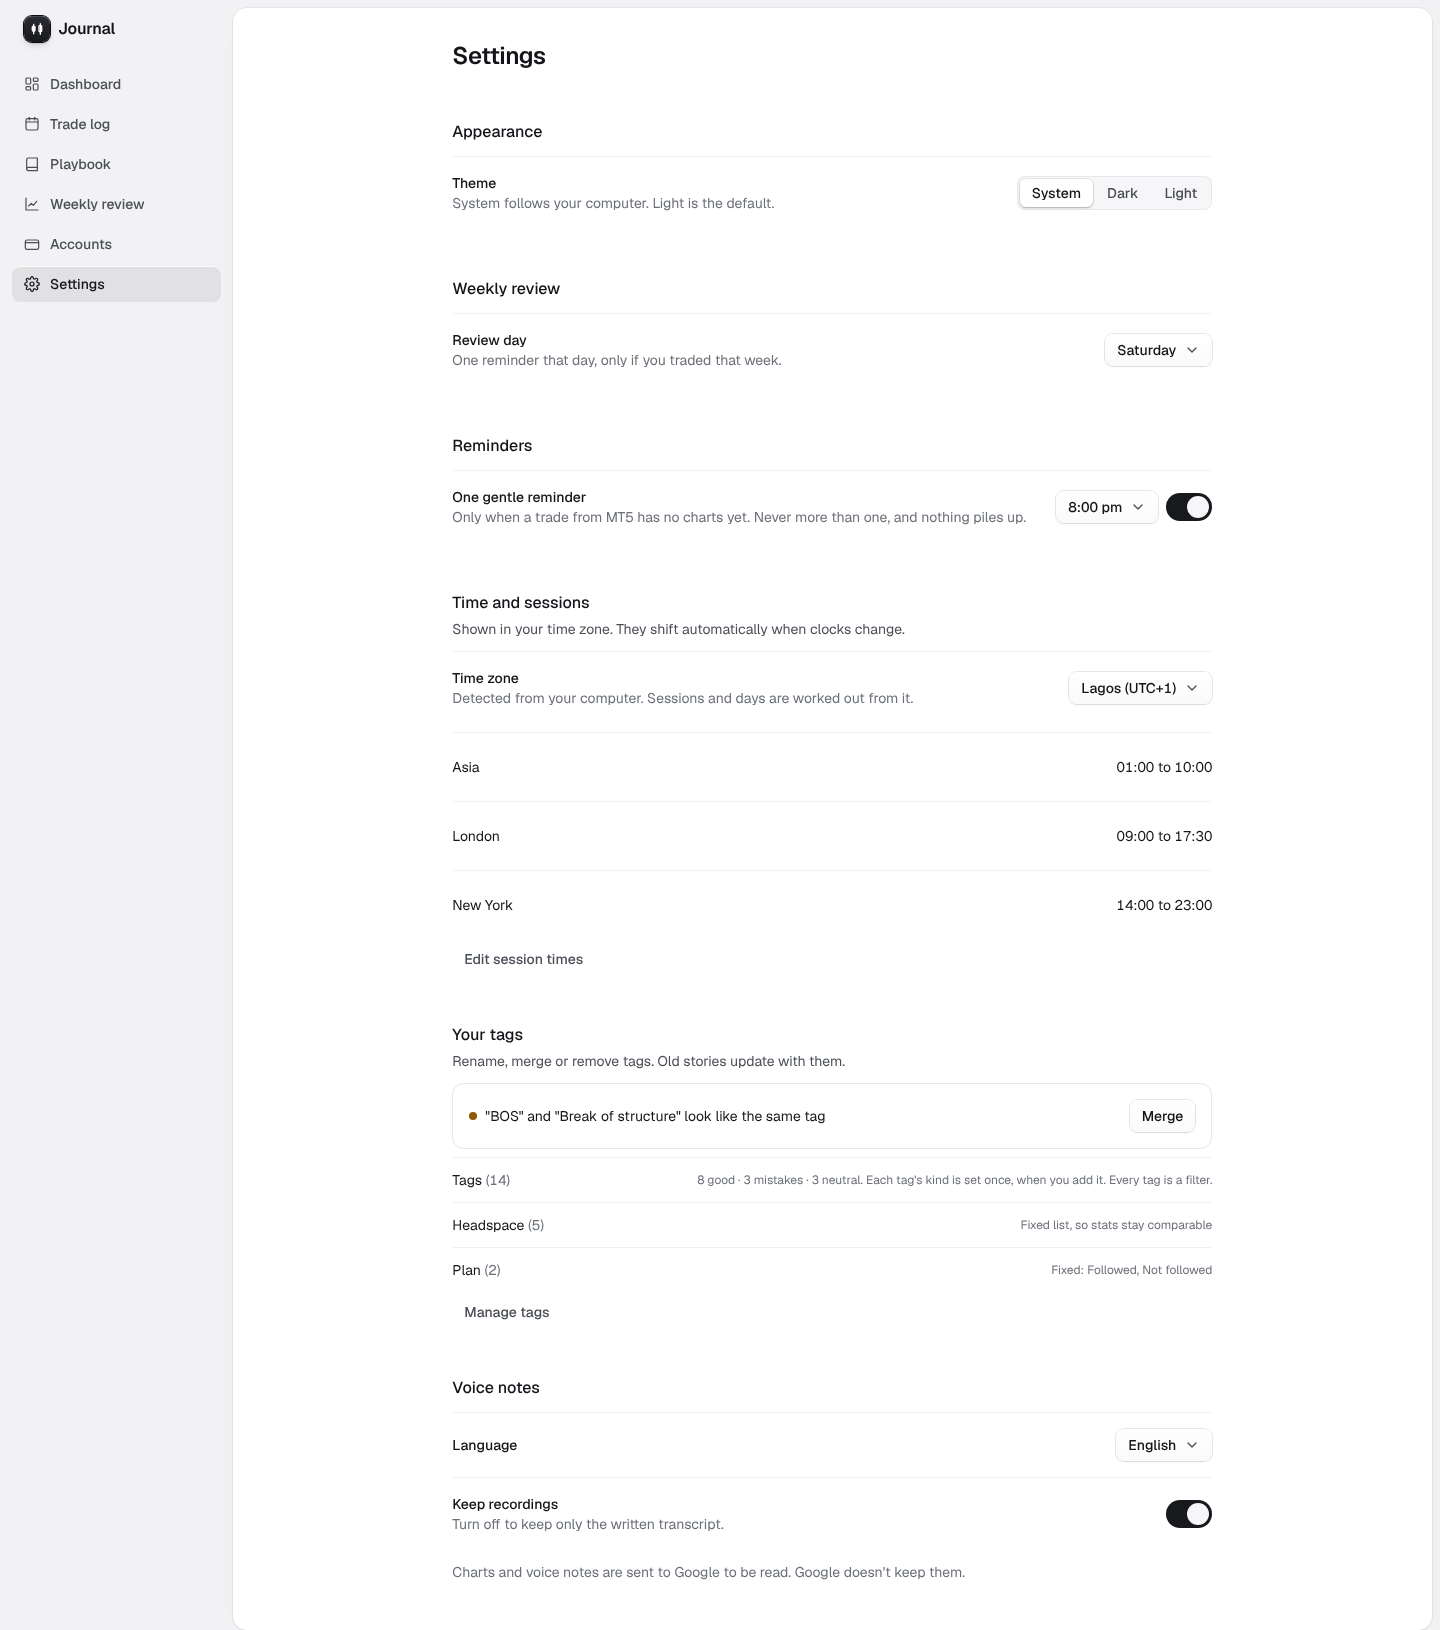 Journal
Dashboard
Trade log
Playbook
Weekly review
Accounts
Settings
Settings
Appearance
Theme
System follows your computer. Light is the default.
System Dark Light
Weekly review
Review day
One reminder that day, only if you traded that week.
Saturday
Reminders
One gentle reminder
Only when a trade from MT5 has no charts yet. Never more than one, and nothing piles up.
8:00 pm
Time and sessions
Shown in your time zone. They shift automatically when clocks change.
Time zone
Detected from your computer. Sessions and days are worked out from it.
Lagos (UTC+1)
Asia 01:00 to 10:00
London 09:00 to 17:30
New York 14:00 to 23:00
Edit session times
Your tags
Rename, merge or remove tags. Old stories update with them.
"BOS" and "Break of structure" look like the same tag Merge
Tags (14) 8 good · 3 mistakes · 3 neutral. Each tag's kind is set once, when you add it. Every tag is a filter.
Headspace (5) Fixed list, so stats stay comparable
Plan (2) Fixed: Followed, Not followed
Manage tags
Voice notes
Language English
Keep recordings
Turn off to keep only the written transcript.
Charts and voice notes are sent to Google to be read. Google doesn't keep them.